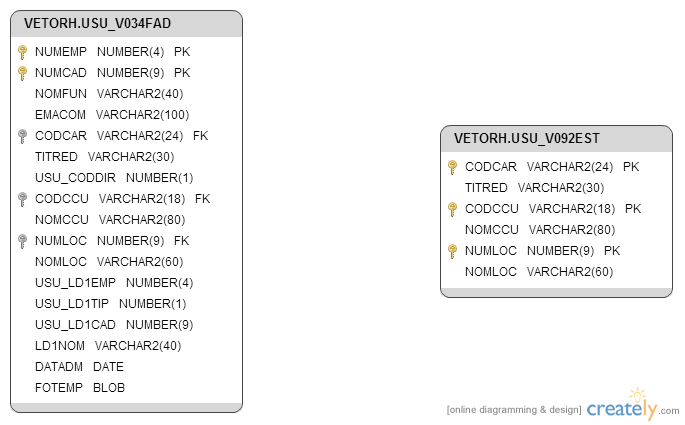 VETORH.USU_V034FAD
NUMEMP NUMBER(4) PK
NUMCAD NUMBER(9) PK
NOMFUN VARCHAR2(40)
EMACOM VARCHAR2(100)
CODCAR VARCHAR2(24) FK
TITRED VARCHAR2(30)
USU_CODDIR NUMBER(1)
CODCCU VARCHAR2(18) FK
NOMCCU VARCHAR2(80)
NUMLOC NUMBER(9) FK
NOMLOC VARCHAR2(60)
USU_LD1EMP NUMBER(4)
USU_LD1TIP NUMBER(1)
USU_LD1CAD NUMBER(9)
LD1NOM VARCHAR2(40)
DATADM DATE
FOTEMP BLOB
VETORH.USU_V092EST
CODCAR VARCHAR2(24) PK
TITRED VARCHAR2(30)
CODCCU VARCHAR2(18) PK
NOMCCU VARCHAR2(80)
NUMLOC NUMBER(9) PK
NOMLOC VARCHAR2(60)
[online diagramming & design] creately.com